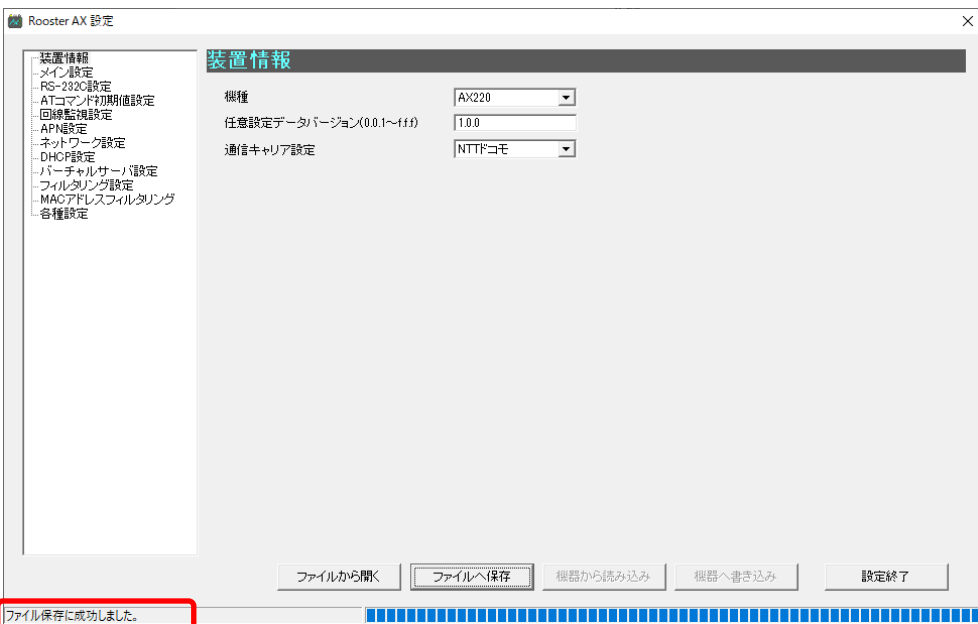 Rooster AX 設定
装置情報
メイン設定
RS-232C設定
ATコマンド初期値設定
回線監視設定
APN設定
ネットワーク設定
DHCP設定
バーチャルサーバ設定
フィルタリング設定
MACアドレスフィルタリング
各種設定
装置情報
機種 AX220
任意設定データバージョン(0.0.1～f.f.f) 1.0.0
通信キャリア設定 NTTドコモ
ファイルから開く ファイルへ保存 機器から読み込み 機器へ書き込み 設定終了
ファイル保存に成功しました。